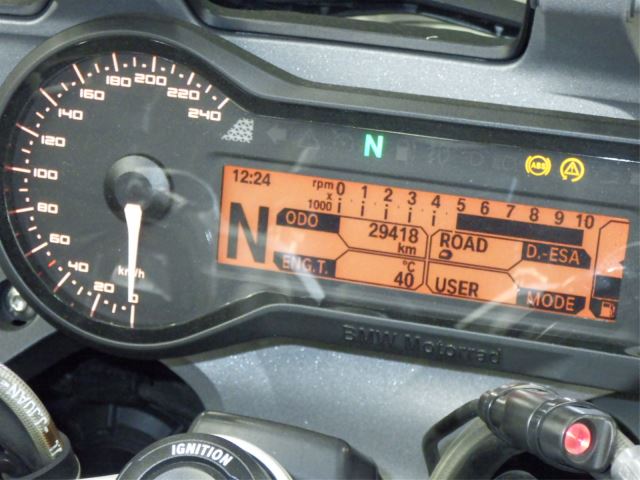 240
220
200
180
160
140
120
100
80
60
40
20
0
km/h
N
ABS
12:24
rpm
x
1000
0 1 2 3 4 5 6 7 8 9 10
N
ODO
29418
km
ROAD
D.-ESA
ENG.T.
°C
40
USER
MODE
BMW Motorrad
IGNITION